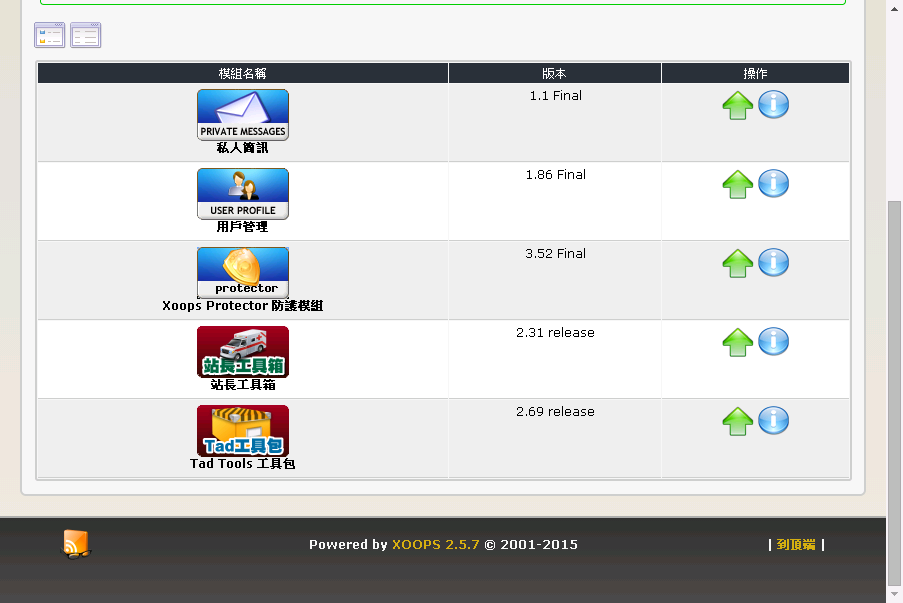 模組名稱 版本 操作
PRIVATE MESSAGES
私人簡訊
1.1 Final
USER PROFILE
用戶管理
1.86 Final
protector
Xoops Protector 防護模組
3.52 Final
站長工具箱
站長工具箱
2.31 release
Tad工具包
Tad Tools 工具包
2.69 release
Powered by XOOPS 2.5.7 © 2001-2015
| 到頂端 |